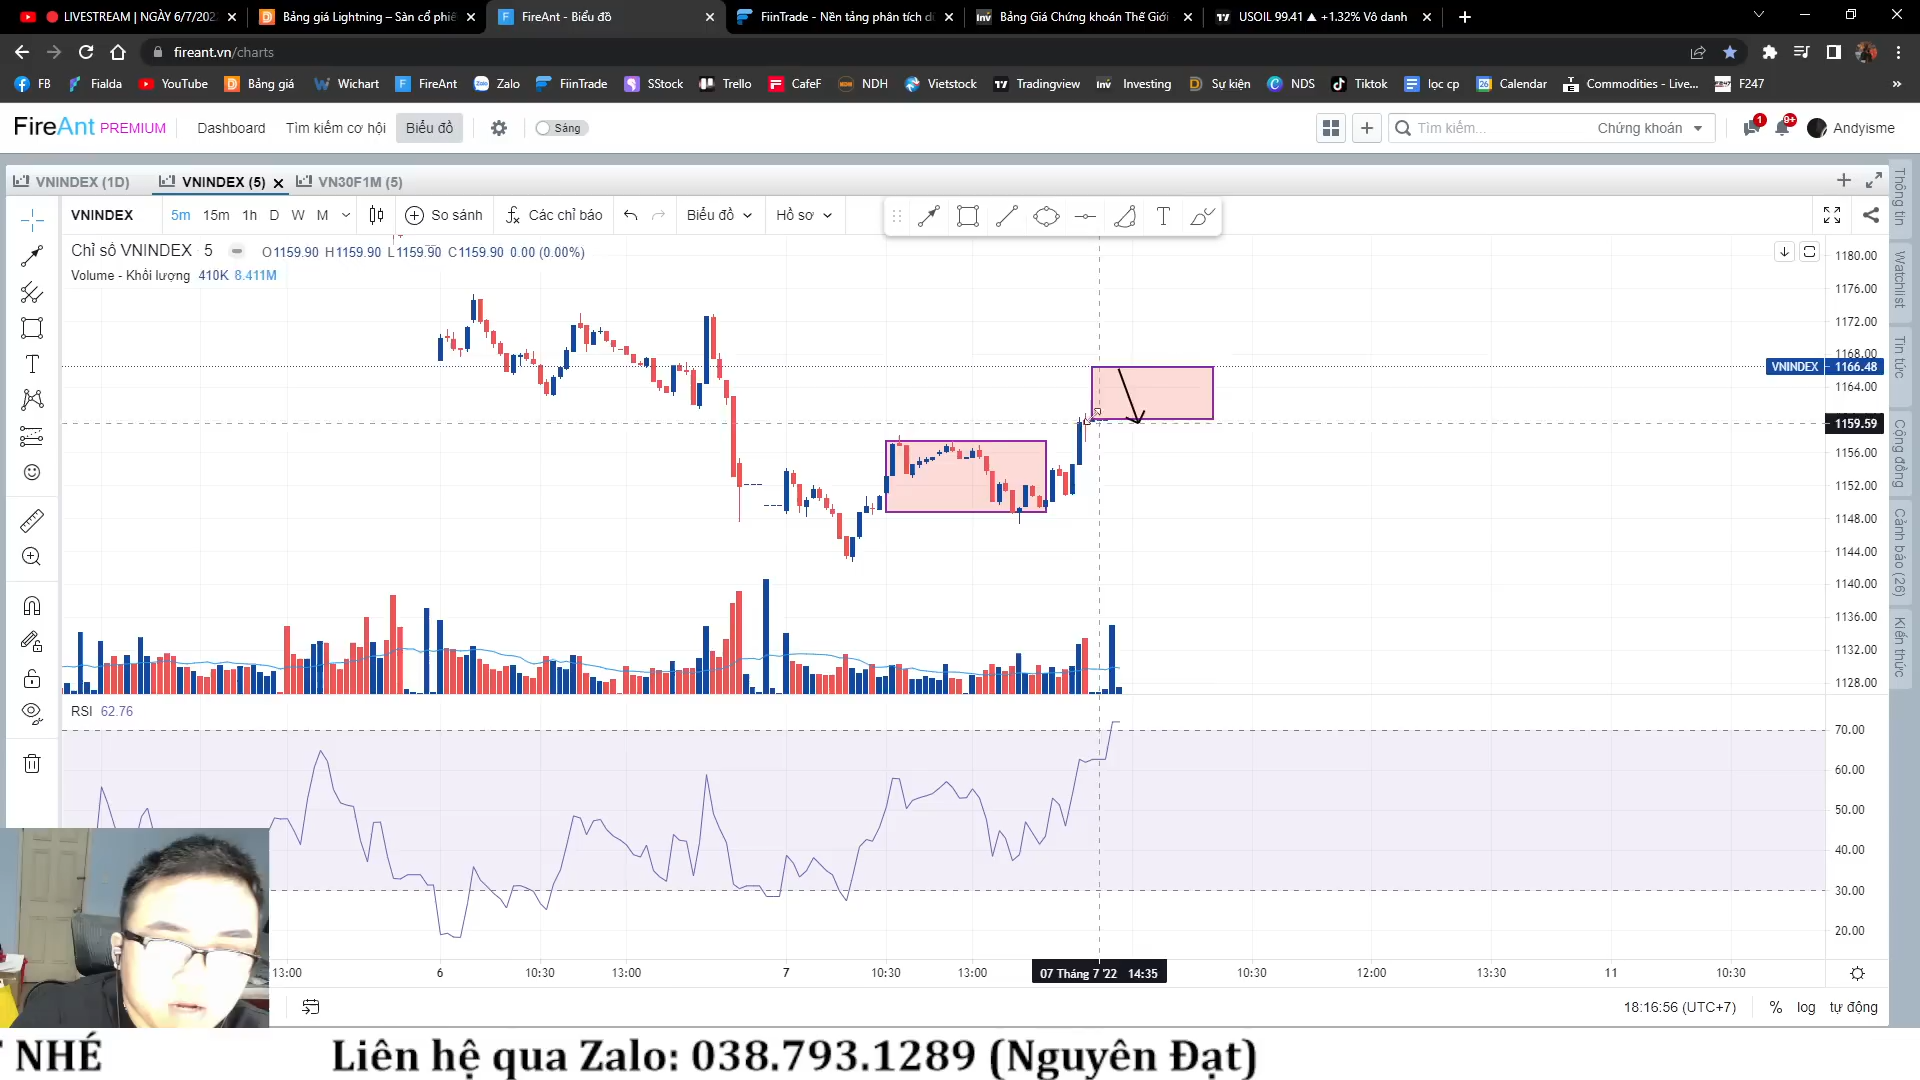 LIVESTREAM | NGÀY 6/7/202
Bảng giá Lightning – Sàn cổ phiế
FireAnt - Biểu đồ
FiinTrade - Nền tảng phân tích d
Bảng Giá Chứng khoán Thế Giới
USOIL 99.41 ▲ +1.32% Vô danh
fireant.vn/charts
FB
Fialda
YouTube
Bảng giá
Wichart
FireAnt
Zalo
FiinTrade
SStock
Trello
CafeF
NDH
Vietstock
Tradingview
Investing
Sự kiện
NDS
Tiktok
lọc cp
Calendar
Commodities - Live...
F247
FireAnt PREMIUM
Dashboard
Tìm kiếm cơ hội
Biểu đồ
Sáng
Tìm kiếm...
Chứng khoán
1
9+
Andyisme
VNINDEX (1D)
VNINDEX (5)
VN30F1M (5)
VNINDEX
5m 15m 1h D W M
So sánh
Các chỉ báo
Biểu đồ
Hồ sơ
Chỉ số VNINDEX 5
O1159.90 H1159.90 L1159.90 C1159.90 0.00 (0.00%)
Volume - Khối lượng 410K 8.411M
1180.00
1176.00
1172.00
1168.00
VNINDEX 1166.48
1164.00
1159.59
1156.00
1152.00
1148.00
1144.00
1140.00
1136.00
1132.00
1128.00
RSI 62.76
70.00
60.00
50.00
40.00
30.00
20.00
Thông tin
Watchlist
Tin tức
Cộng đồng
Cảnh báo (26)
Kiến thức
13:00 6 10:30 13:00 7 10:30 13:00 07 Tháng 7 '22 14:35 10:30 12:00 13:30 11 10:30
18:16:56 (UTC+7) % log tự động
T NHÉ Liên hệ qua Zalo: 038.793.1289 (Nguyên Đạt)